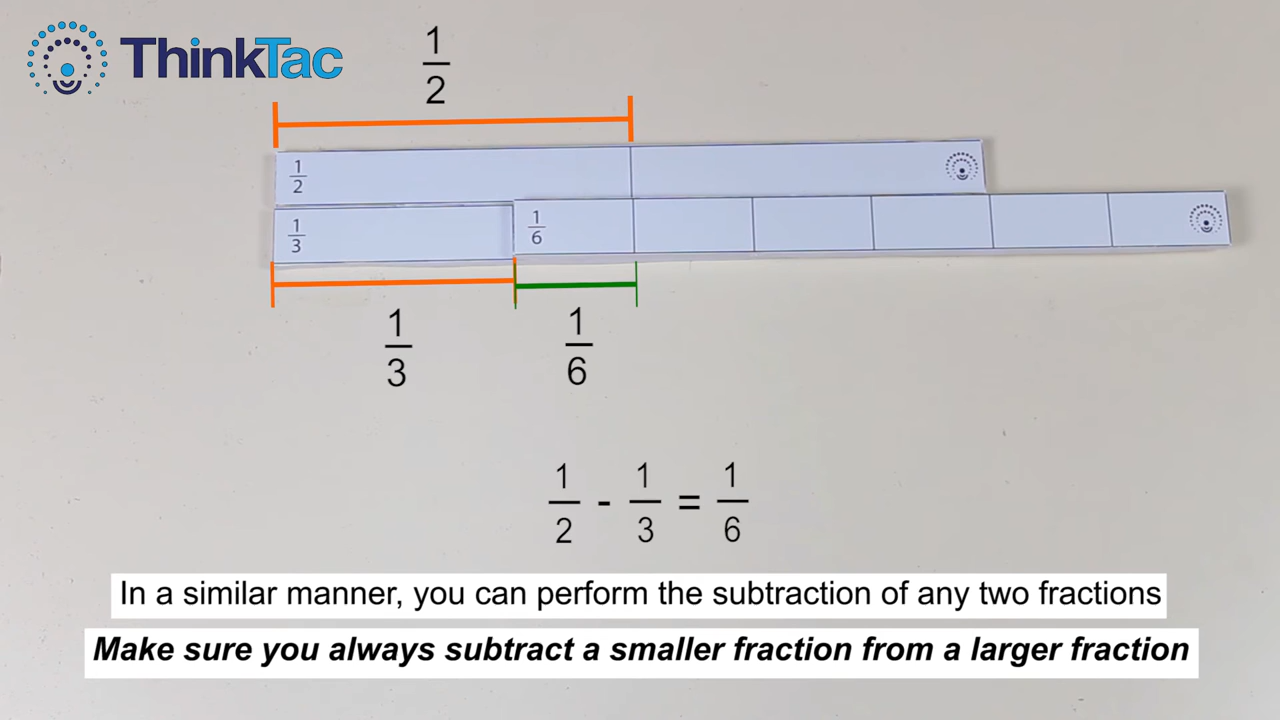 ThinkTac
1/2
1/2
1/3
1/6
1/3
1/6
1/2 - 1/3 = 1/6
In a similar manner, you can perform the subtraction of any two fractions
Make sure you always subtract a smaller fraction from a larger fraction